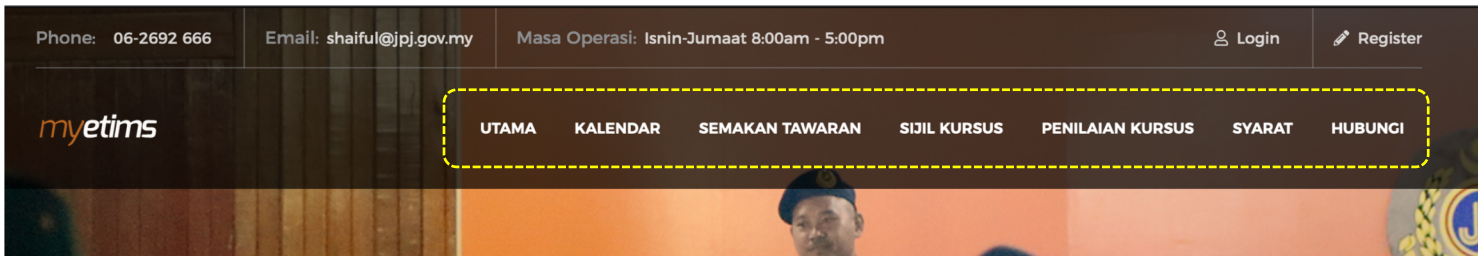 Phone: 06-2692 666 Email: shaiful@jpj.gov.my Masa Operasi: Isnin-Jumaat 8:00am - 5:00pm Login Register
myetims UTAMA KALENDAR SEMAKAN TAWARAN SIJIL KURSUS PENILAIAN KURSUS SYARAT HUBUNGI
J